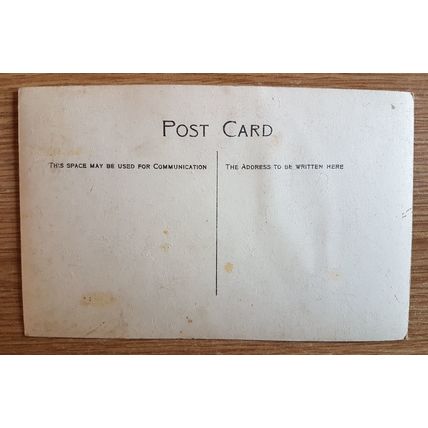 POST CARD
THIS SPACE MAY BE USED FOR COMMUNICATION
THE ADDRESS TO BE WRITTEN HERE